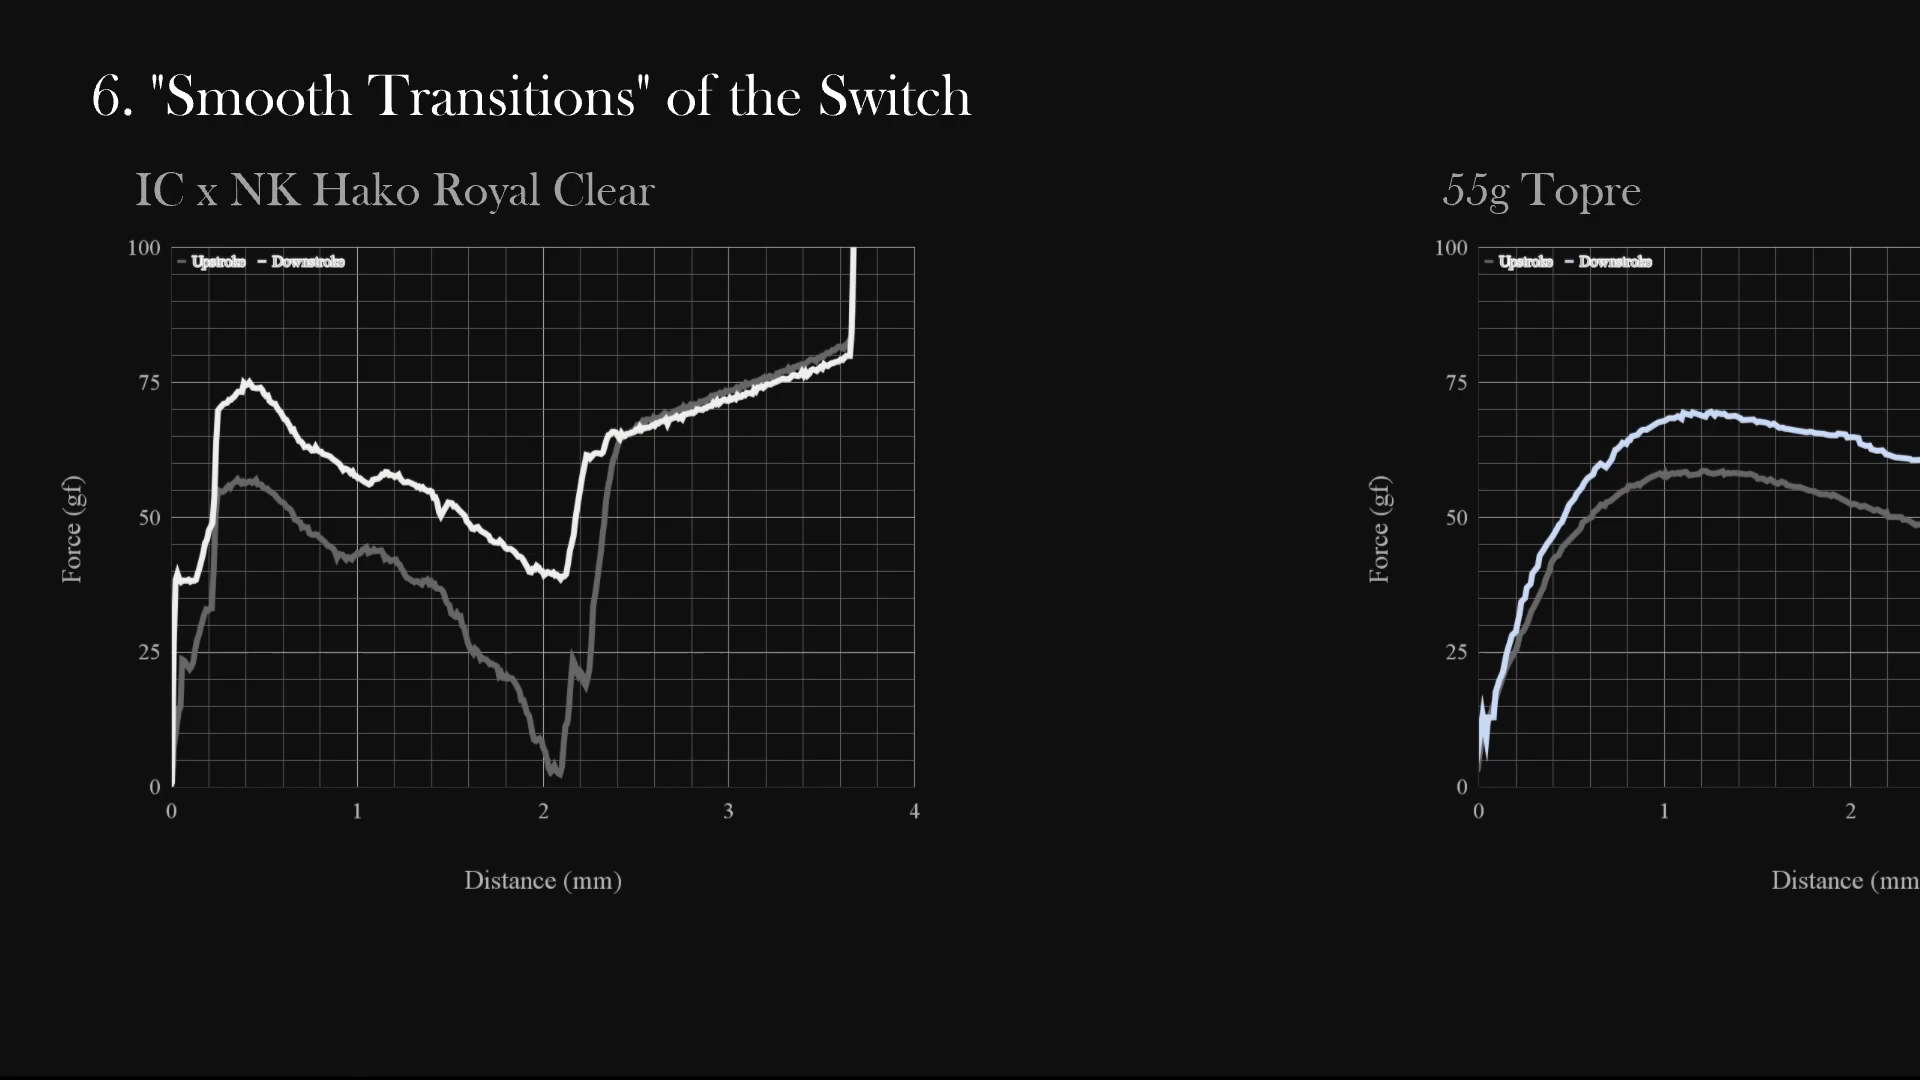 6. "Smooth Transitions" of the Switch
IC x NK Hako Royal Clear
100
75
50
25
0
Upstroke Downstroke
Force (gf)
0 1 2 3 4
Distance (mm)
55g Topre
100
75
50
25
0
Upstroke Downstroke
Force (gf)
0 1 2
Distance (mm